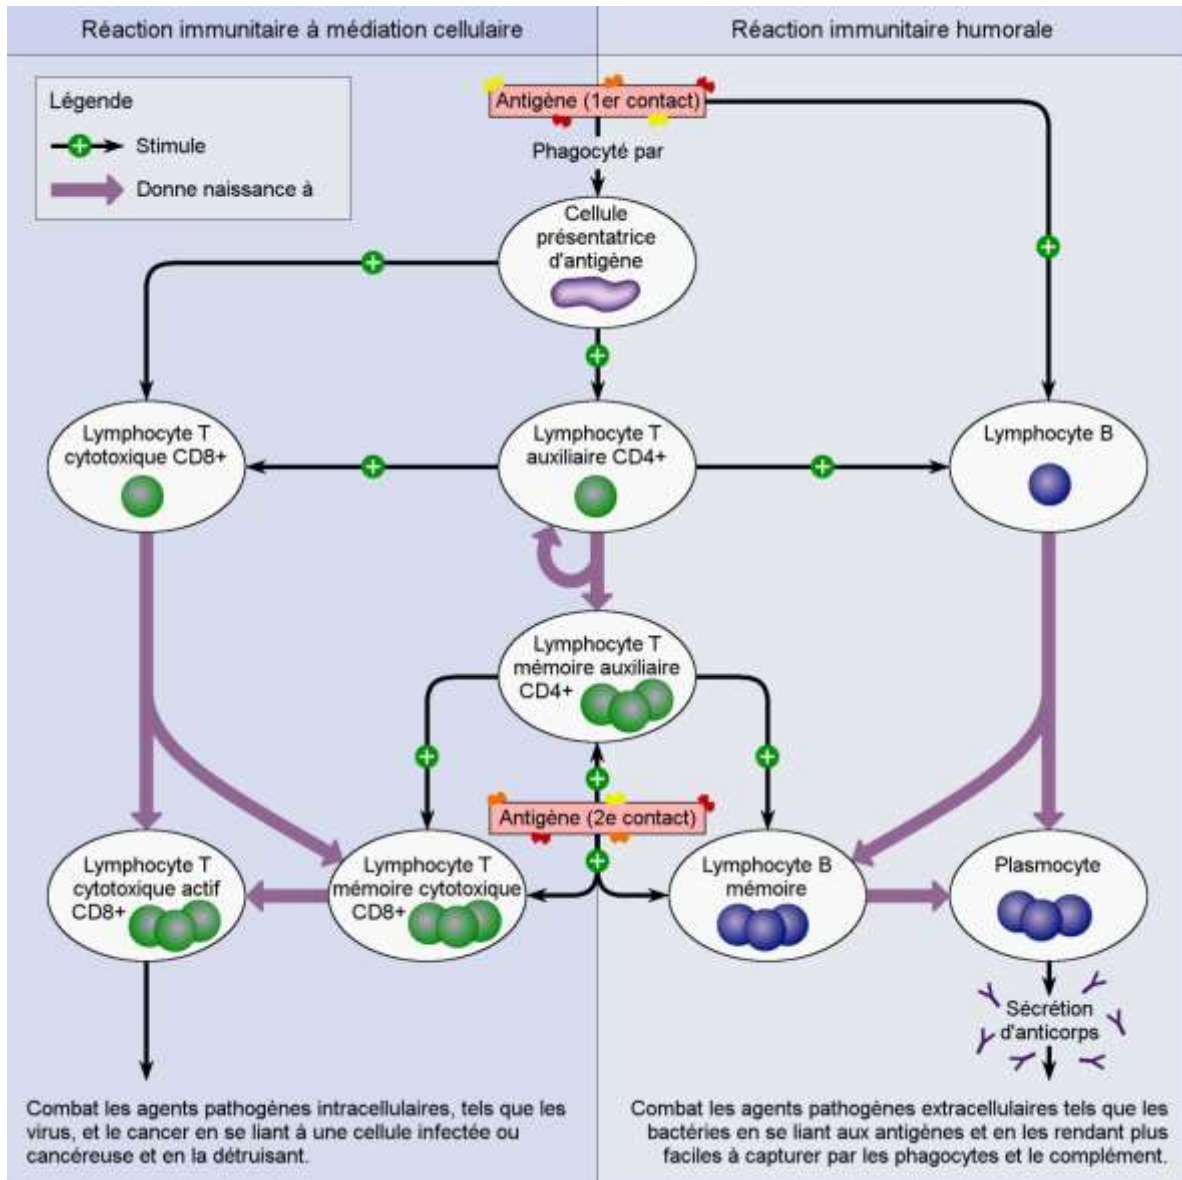 Réaction immunitaire à médiation cellulaire
Réaction immunitaire humorale
Légende
Stimule
Donne naissance à
Antigène (1er contact)
Phagocyté par
Cellule
présentatrice
d'antigène
Lymphocyte T
cytotoxique CD8+
Lymphocyte T
auxiliaire CD4+
Lymphocyte B
Lymphocyte T
mémoire auxiliaire
CD4+
Antigène (2e contact)
Lymphocyte T
cytotoxique actif
CD8+
Lymphocyte T
mémoire cytotoxique
CD8+
Lymphocyte B
mémoire
Plasmocyte
Sécrétion
d'anticorps
Combat les agents pathogènes intracellulaires, tels que les
virus, et le cancer en se liant à une cellule infectée ou
cancéreuse et en la détruisant.
Combat les agents pathogènes extracellulaires tels que les
bactéries en se liant aux antigènes et en les rendant plus
faciles à capturer par les phagocytes et le complément.